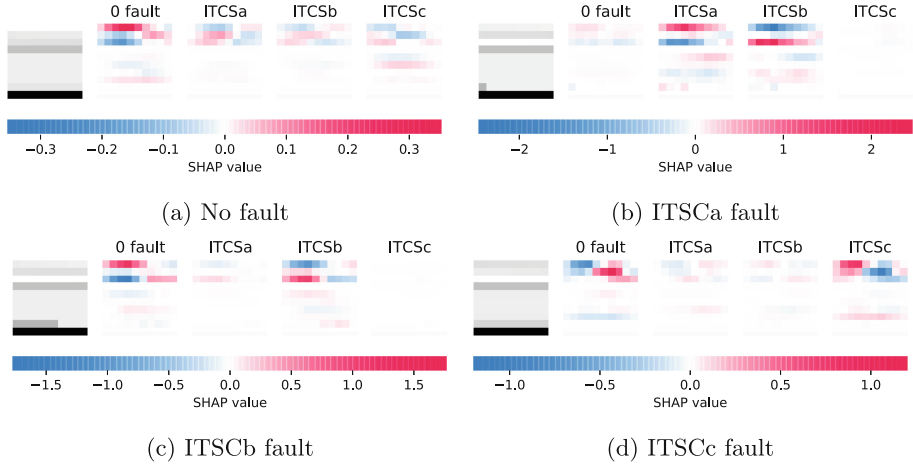 0 fault ITCSa ITCSb ITCSc
−0.3 −0.2 −0.1 0.0 0.1 0.2 0.3
SHAP value
(a) No fault
0 fault ITCSa ITCSb ITCSc
−2 −1 0 1 2
SHAP value
(b) ITSCa fault
0 fault ITCSa ITCSb ITCSc
−1.5 −1.0 −0.5 0.0 0.5 1.0 1.5
SHAP value
(c) ITSCb fault
0 fault ITCSa ITCSb ITCSc
−1.0 −0.5 0.0 0.5 1.0
SHAP value
(d) ITSCc fault